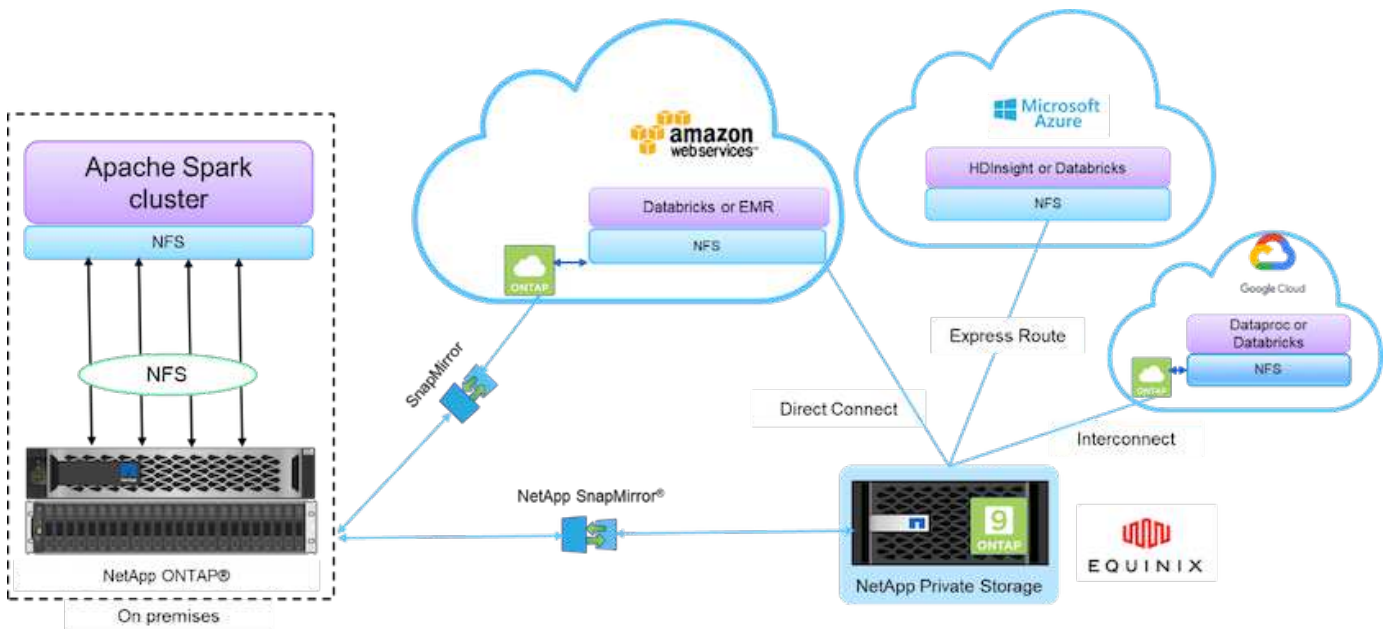 Apache Spark
cluster
NFS
NFS
NetApp ONTAP®
On premises
amazon
webservices™
Databricks or EMR
NFS
ONTAP
SnapMirror
NetApp SnapMirror®
Microsoft
Azure
HDInsight or Databricks
NFS
Express Route
Direct Connect
Google Cloud
Dataproc or
Databricks
NFS
ONTAP
Interconnect
9
ONTAP
NetApp Private Storage
EQUINIX